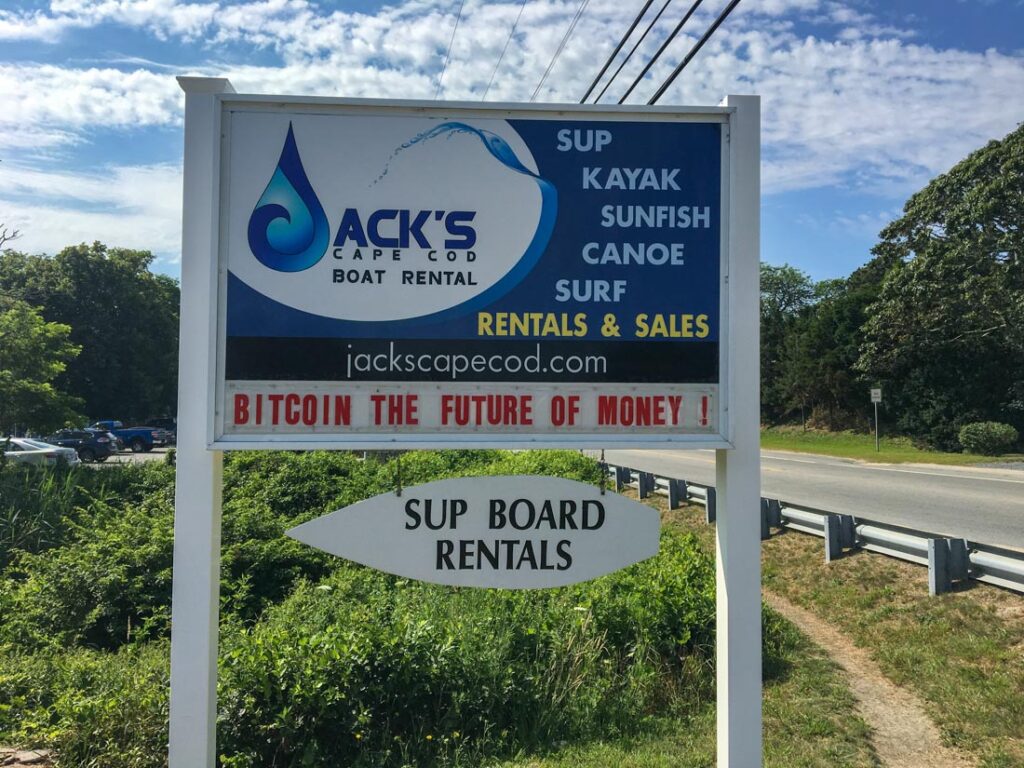 JACK'S
CAPE COD
BOAT RENTAL
SUP
KAYAK
SUNFISH
CANOE
SURF
RENTALS & SALES
jackscapecod.com
BITCOIN THE FUTURE OF MONEY !
SUP BOARD
RENTALS